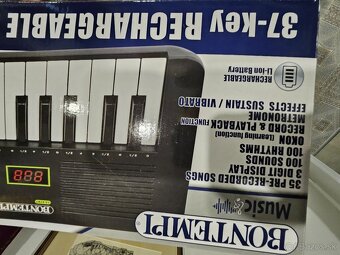 37-key RECHARGEABLE
RECHARGEABLE
Li-ion Battery
BONTEMPI
Music
35 PRE-RECORDED SONGS
3 DIGIT DISPLAY
100 SOUNDS
100 RHYTHMS
NKON (Learning function)
RECORD & PLAYBACK FUNCTION
METRONOME
EFFECTS SUSTAIN / VIBRATO
888
BONTEMPI